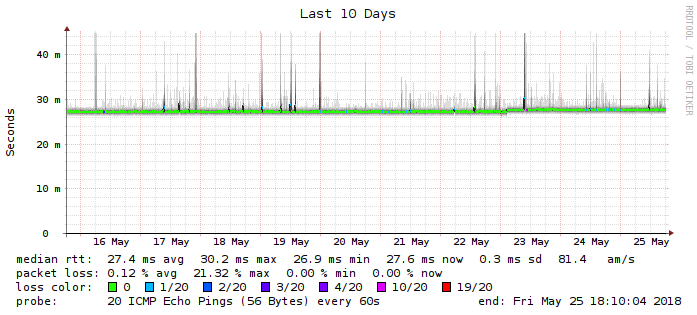 Last 10 Days
RRDTOOL / TOBI OETIKER
Seconds
40 m
30 m
20 m
10 m
0
16 May 17 May 18 May 19 May 20 May 21 May 22 May 23 May 24 May 25 May
median rtt: 27.4 ms avg 30.2 ms max 26.9 ms min 27.6 ms now 0.3 ms sd 81.4 am/s
packet loss: 0.12 % avg 21.32 % max 0.00 % min 0.00 % now
loss color: 0 1/20 2/20 3/20 4/20 10/20 19/20
probe: 20 ICMP Echo Pings (56 Bytes) every 60s end: Fri May 25 18:10:04 2018